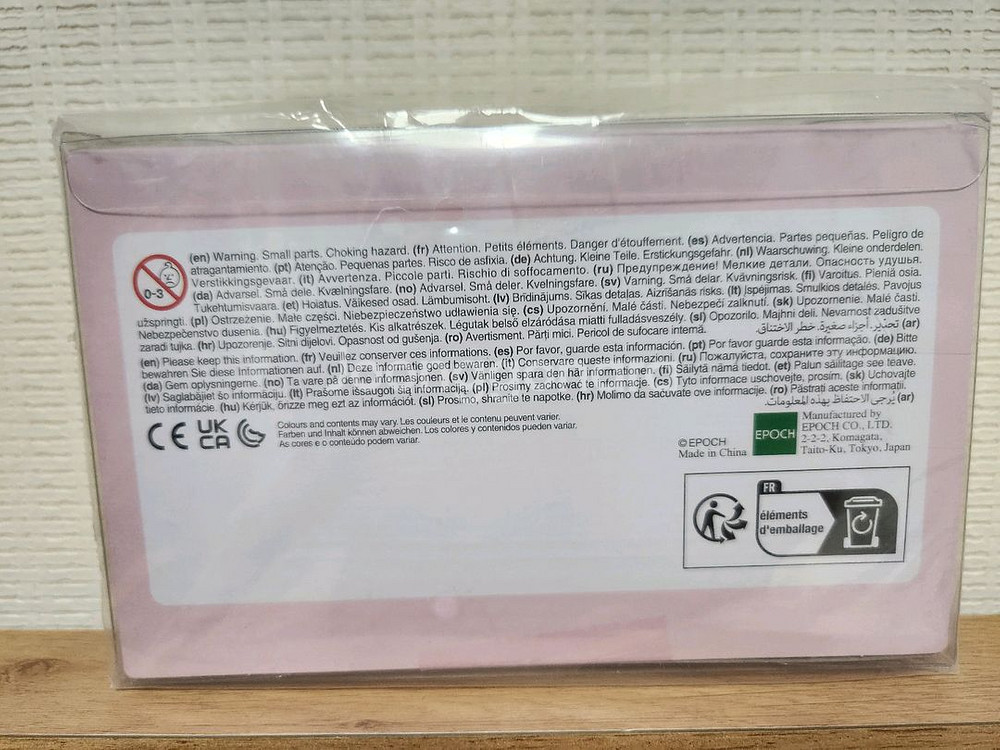 (en) Warning. Small parts. Choking hazard. (fr) Attention. Petits éléments. Danger d'étouffement. (es) Advertencia. Partes pequeñas. Peligro de
atragantamiento. (pt) Atenção. Pequenas partes. Risco de asfixia. (de) Achtung. Kleine Teile. Erstickungsgefahr. (nl) Waarschuwing. Kleine onderdelen.
Verstikkingsgevaar. (it) Avvertenza. Piccole parti. Rischio di soffocamento. (ru) Предупреждение! Мелкие детали. Опасность удушья.
(da) Advarsel. Små dele. Kvælningsfare. (no) Advarsel. Små deler. Kvelningsfare. (sv) Varning. Små delar. Kvävningsrisk. (fi) Varoitus. Pieniä osia.
Tukehtumisvaara. (et) Hoiatus. Väikesed osad. Lämbumisoht. (lv) Brīdinājums. Sīkas detaļas. Aizrīšanās risks. (lt) Įspėjimas. Smulkios detalės. Pavojus
užspringti. (pl) Ostrzeżenie. Małe części. Niebezpieczeństwo udławienia się. (cs) Upozornění. Malé části. Nebezpečí zalknutí. (sk) Upozornenie. Malé časti.
Nebezpečenstvo dusenia. (hu) Figyelmeztetés. Kis alkatrészek. Légutak belső elzáródása miatti fulladásveszély. (sl) Opozorilo. Majhni deli. Nevarnost zadušitve
zaradi tujka. (hr) Upozorenje. Sitni dijelovi. Opasnost od gušenja. (ro) Avertisment. Părți mici. Pericol de sufocare internă. (ar) تحذير. أجزاء صغيرة. خطر الاختناق.
0-3
(en) Please keep this information. (fr) Veuillez conserver ces informations. (es) Por favor, guarde esta información. (pt) Por favor guarde esta informação. (de) Bitte
bewahren Sie diese Informationen auf. (nl) Deze informatie goed bewaren. (it) Conservare queste informazioni. (ru) Пожалуйста, сохраните эту информацию.
(da) Gem oplysningerne. (no) Ta vare på denne informasjonen. (sv) Vänligen spara den här informationen. (fi) Säilytä nämä tiedot. (et) Palun säilitage see teave.
(lv) Saglabājiet šo informāciju. (lt) Prašome išsaugoti šią informaciją. (pl) Prosimy zachować te informacje. (cs) Tyto informace uschovejte, prosím. (sk) Uchovajte
tieto informácie. (hu) Kérjük, őrizze meg ezt az információt. (sl) Prosimo, shranite te napotke. (hr) Molimo da sačuvate ove informacije. (ro) Păstrați aceste informații.
(ar) يرجى الاحتفاظ بهذه المعلومات.
CE UK
CA
Colours and contents may vary. Les couleurs et le contenu peuvent varier.
Farben und Inhalt können abweichen. Los colores y contenidos pueden variar.
As cores e o conteúdo podem variar.
©EPOCH
Made in China
EPOCH
Manufactured by
EPOCH CO., LTD.
2-2-2, Komagata,
Taito-Ku, Tokyo, Japan
FR
éléments
d'emballage